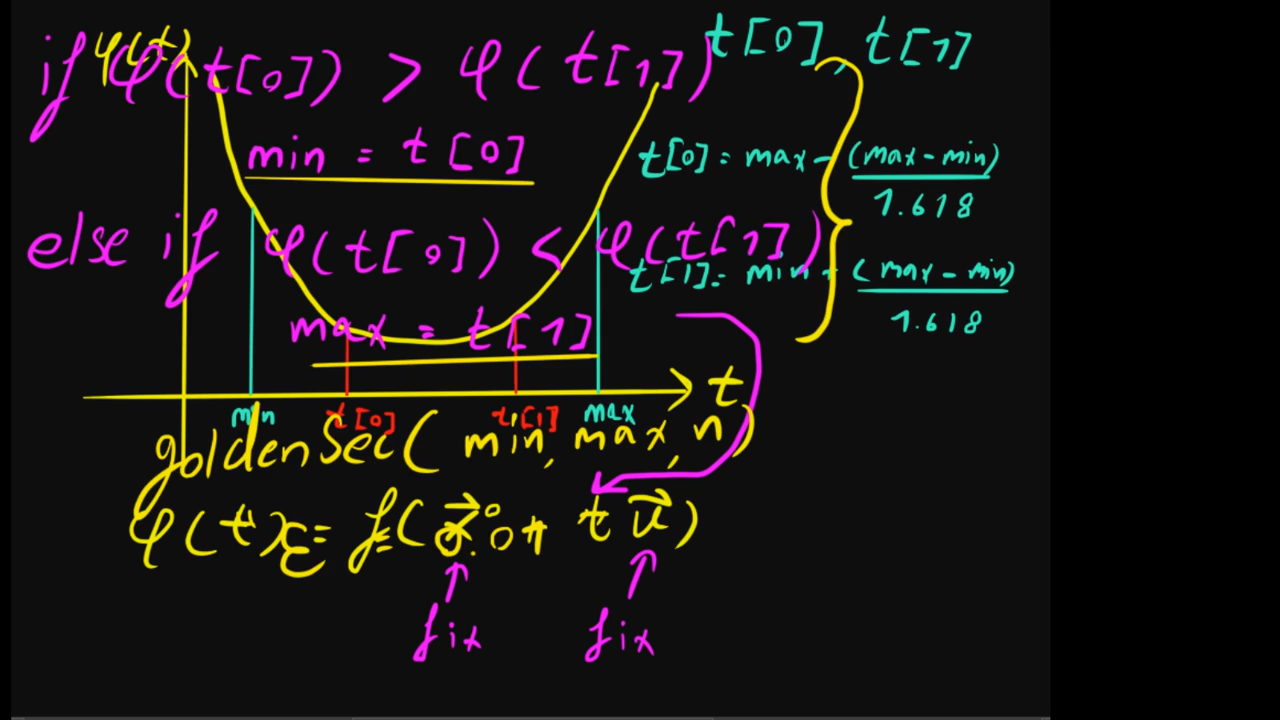 φ(t)
if φ(t[0]) > φ(t[1])
t[0], t[1]
min = t[0]
t[0] = max - (max - min)
1.618
else if φ(t[0]) < φ(t[1])
t[1] = min + (max - min)
1.618
max = t[1]
t
min t[0] t[1] max
goldenSec(min, max, n)
φ(t) = f( t u⃗)
fix fix